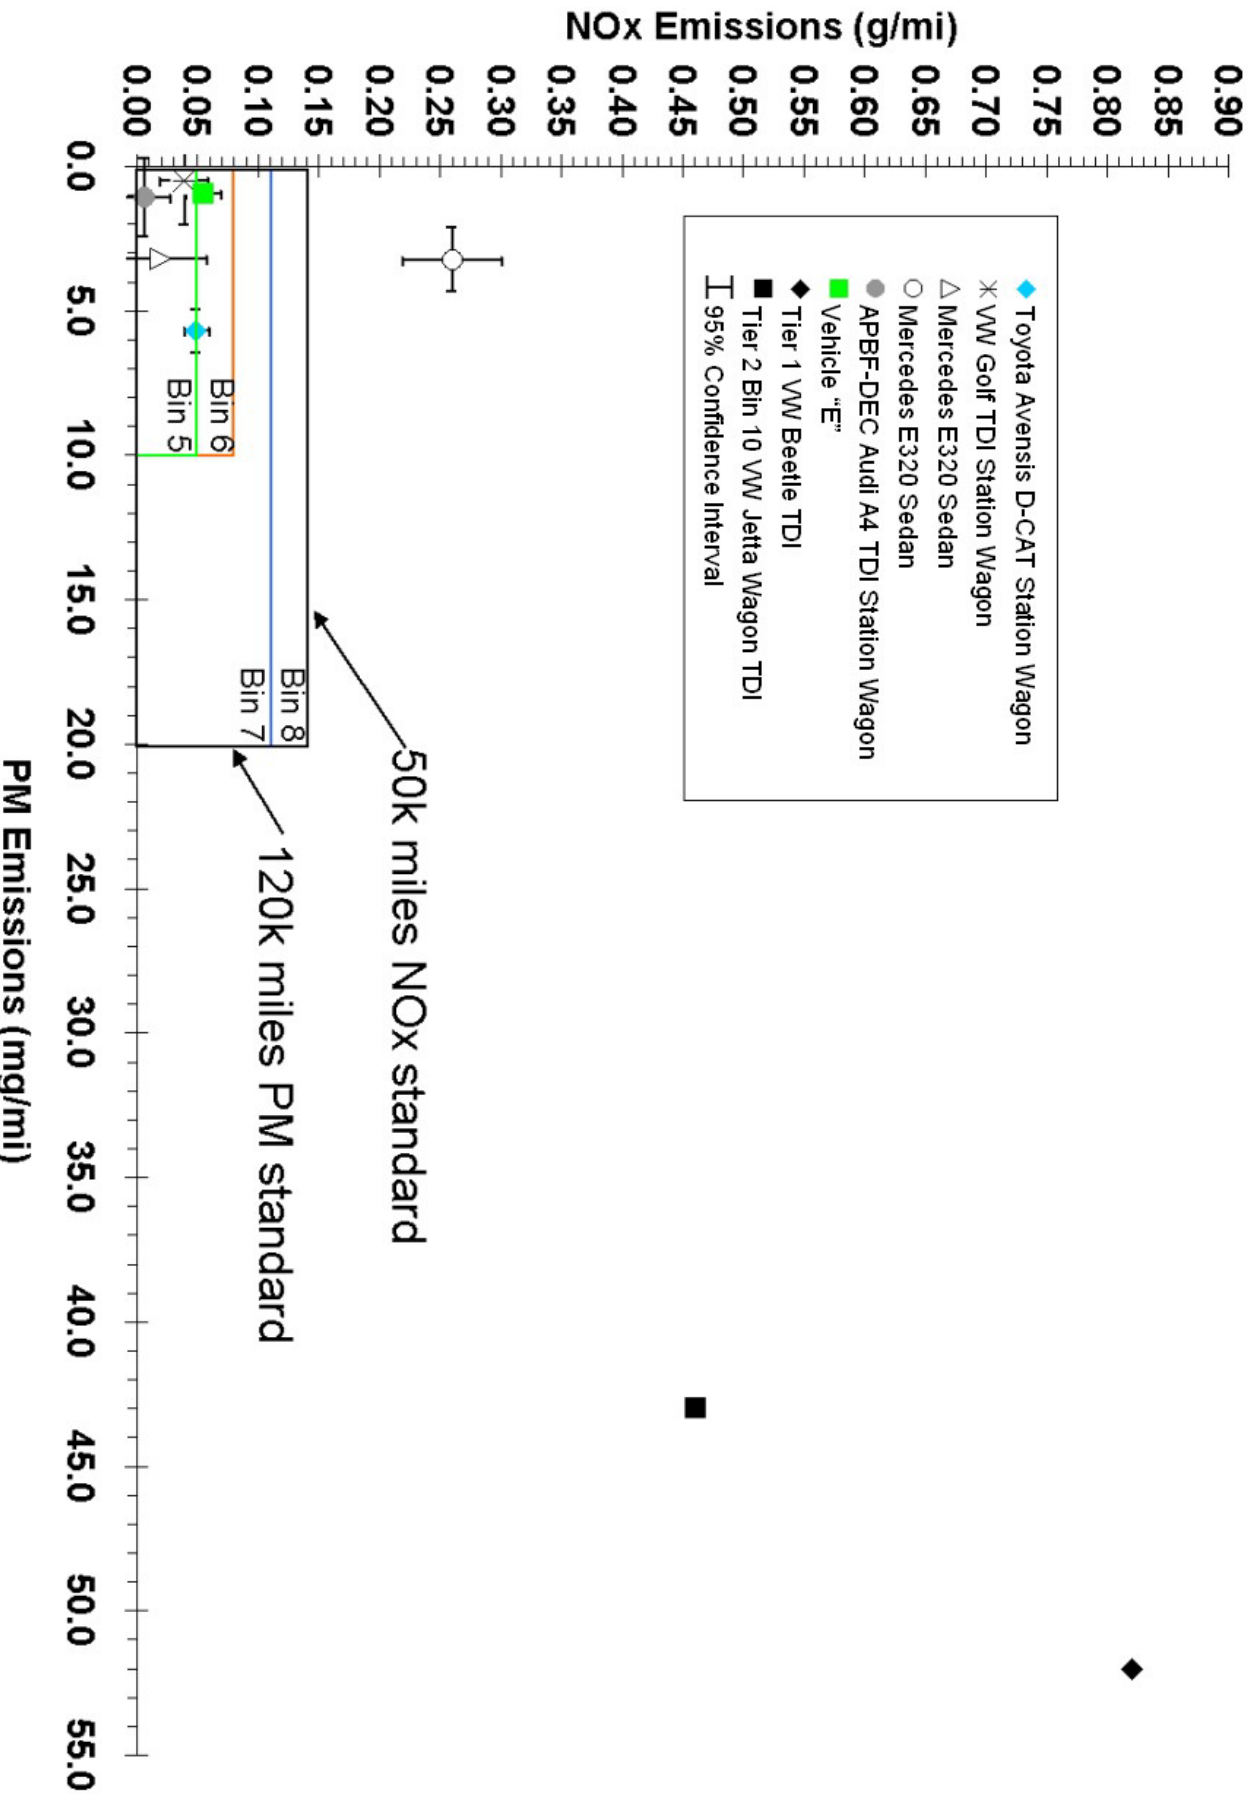 NOx Emissions (g/mi)
0.90
0.85
0.80
0.75
0.70
0.65
0.60
0.55
0.50
0.45
0.40
0.35
0.30
0.25
0.20
0.15
0.10
0.05
0.00
Toyota Avensis D-CAT Station Wagon
VW Golf TDI Station Wagon
Mercedes E320 Sedan
Mercedes E320 Sedan
APBF-DEC Audi A4 TDI Station Wagon
Vehicle “E”
Tier 1 VW Beetle TDI
Tier 2 Bin 10 VW Jetta Wagon TDI
95% Confidence Interval
50k miles NOx standard
120k miles PM standard
Bin 8
Bin 7
Bin 6
Bin 5
0.0 5.0 10.0 15.0 20.0 25.0 30.0 35.0 40.0 45.0 50.0 55.0
PM Emissions (mg/mi)